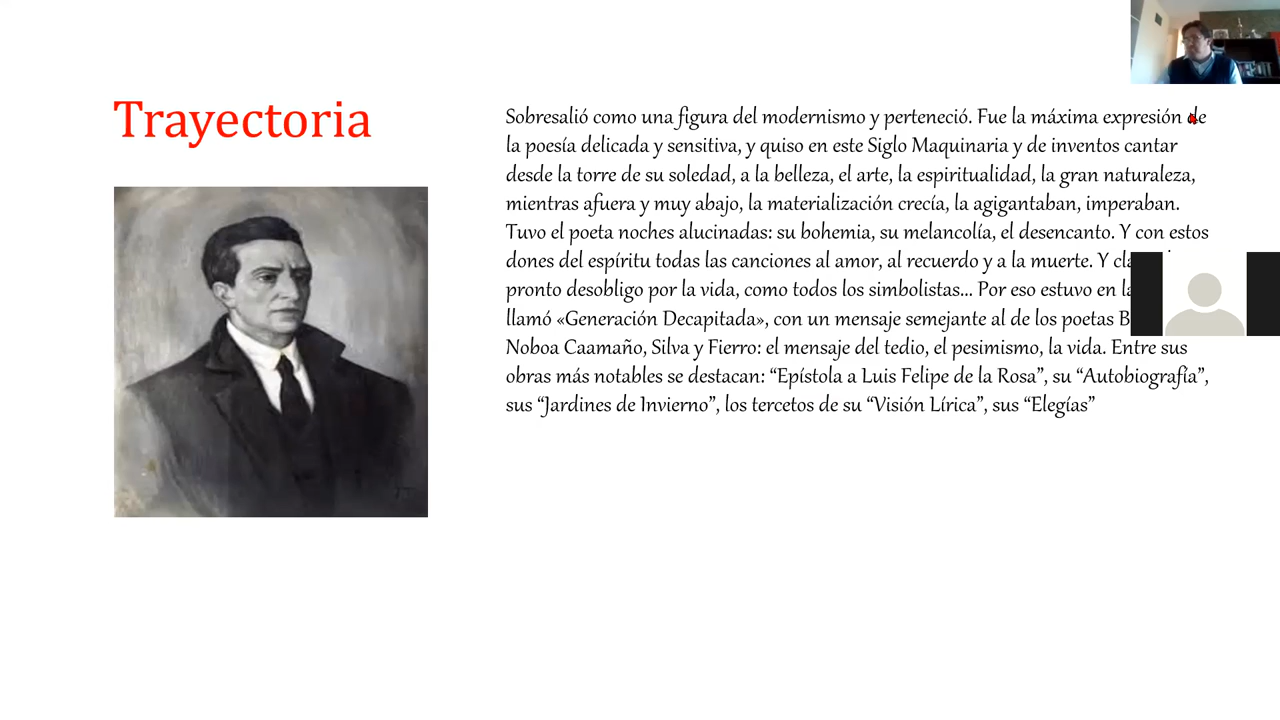 Trayectoria
Sobresalió como una figura del modernismo y perteneció. Fue la máxima expresión de
la poesía delicada y sensitiva, y quiso en este Siglo Maquinaria y de inventos cantar
desde la torre de su soledad, a la belleza, el arte, la espiritualidad, la gran naturaleza,
mientras afuera y muy abajo, la materialización crecía, la agigantaban, imperaban.
Tuvo el poeta noches alucinadas: su bohemia, su melancolía, el desencanto. Y con estos
dones del espíritu todas las canciones al amor, al recuerdo y a la muerte. Y
pronto desobligo por la vida, como todos los simbolistas... Por eso estuvo en
llamó «Generación Decapitada», con un mensaje semejante al de los poetas
Noboa Caamaño, Silva y Fierro: el mensaje del tedio, el pesimismo, la vida. Entre sus
obras más notables se destacan: “Epístola a Luis Felipe de la Rosa”, su “Autobiografía”,
sus “Jardines de Invierno”, los tercetos de su “Visión Lírica”, sus “Elegías”